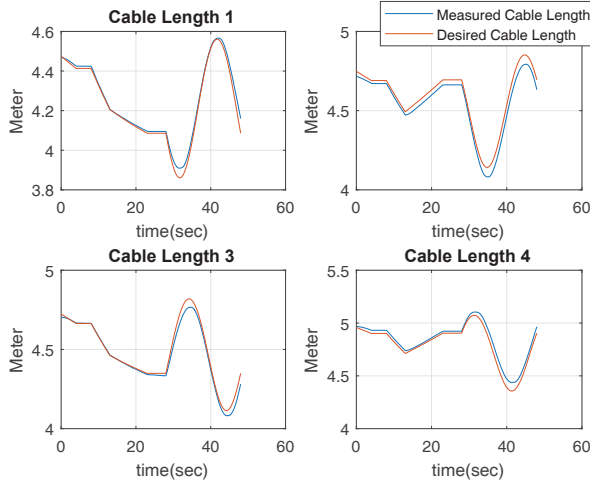 Cable Length 1
Measured Cable Length
Desired Cable Length
4.6
4.4
4.2
4
3.8
Meter
0
20
40
60
time(sec)
5
4.5
4
Meter
0
20
40
60
time(sec)
Cable Length 3
5
4.5
4
Meter
0
20
40
60
time(sec)
Cable Length 4
5.5
5
4.5
4
Meter
0
20
40
60
time(sec)